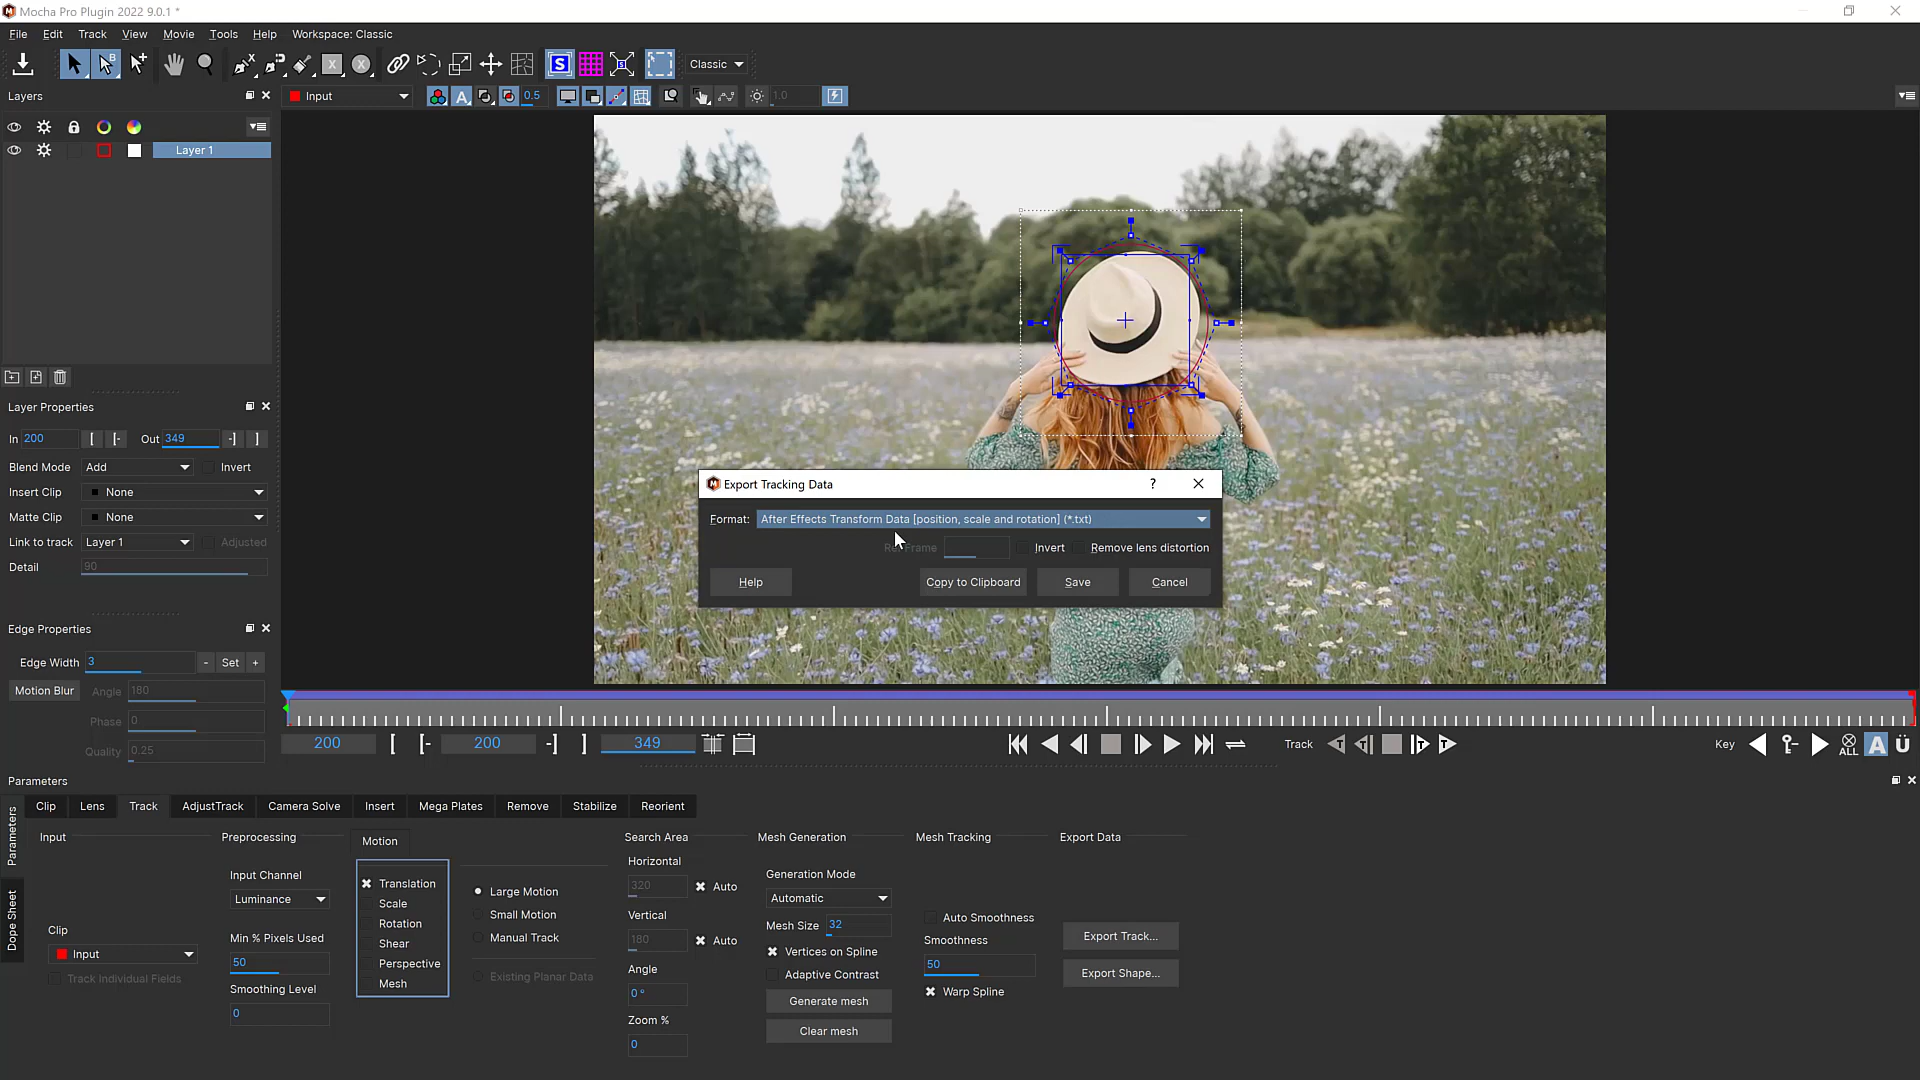 Mocha Pro Plugin 2022 9.0.1 *
File Edit Track View Movie Tools Help Workspace: Classic
Classic
Layers
Input
0.5
1.0
Layer 1
Layer Properties
In 200 [ [- Out 349 -] ]
Blend Mode Add Invert
Insert Clip None
Matte Clip None
Link to track Layer 1 Adjusted
Detail 90
Edge Properties
Edge Width 3 - Set +
Motion Blur Angle 180
Phase 0
Quality 0.25
Export Tracking Data ?
Format: After Effects Transform Data [position, scale and rotation] (*.txt)
Frame Invert Remove lens distortion
Help Copy to Clipboard Save Cancel
200 [ [- 200 -] ] 349
Track
Key
ALL
Parameters
Parameters
Dope Sheet
Clip Lens Track AdjustTrack Camera Solve Insert Mega Plates Remove Stabilize Reorient
Input
Clip
Input
Track Individual Fields
Preprocessing
Input Channel
Luminance
Min % Pixels Used
50
Smoothing Level
0
Motion
Translation
Scale
Rotation
Shear
Perspective
Mesh
Large Motion
Small Motion
Manual Track
Existing Planar Data
Search Area
Horizontal
320 Auto
Vertical
180 Auto
Angle
0 °
Zoom %
0
Mesh Generation
Generation Mode
Automatic
Mesh Size 32
Vertices on Spline
Adaptive Contrast
Generate mesh
Clear mesh
Mesh Tracking
Auto Smoothness
Smoothness
50
Warp Spline
Export Data
Export Track...
Export Shape...